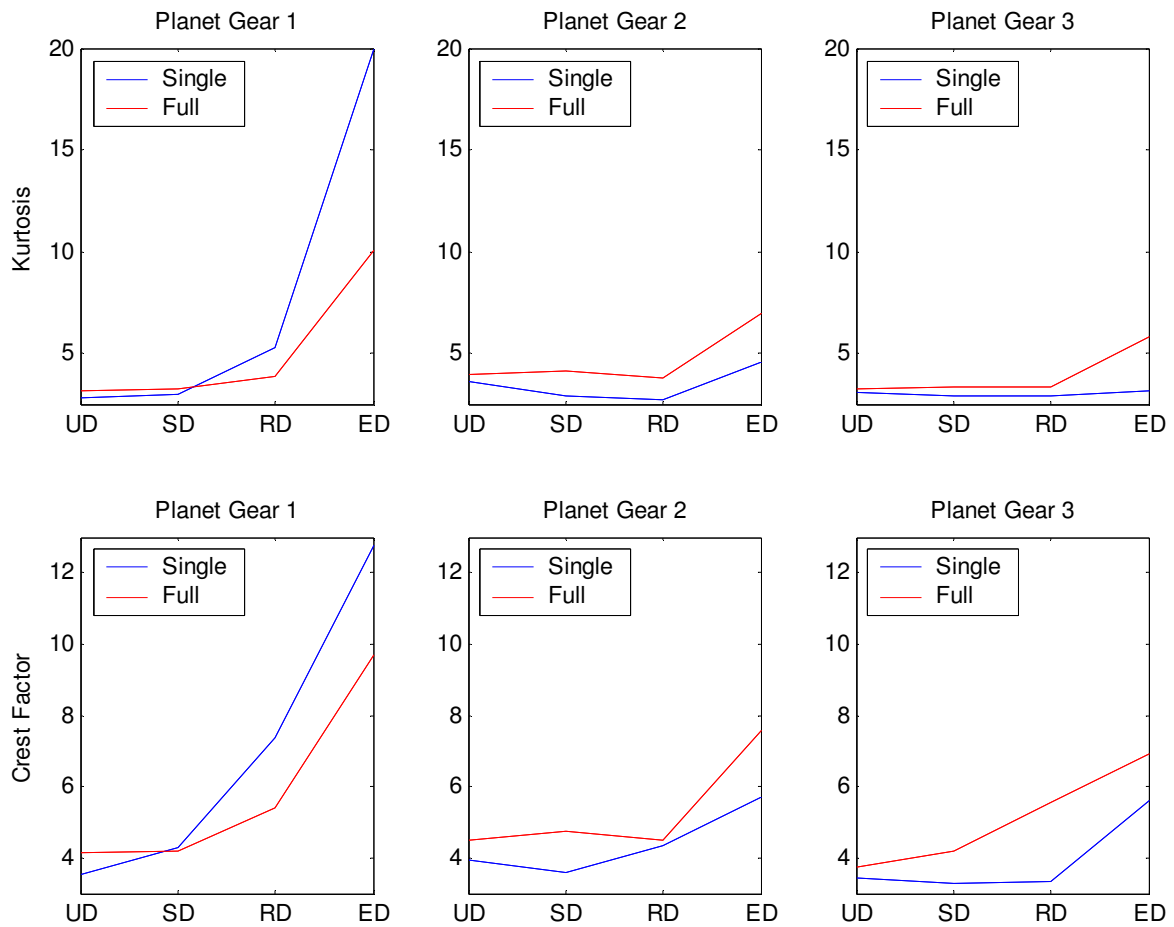 Planet Gear 1
Planet Gear 2
Planet Gear 3
Kurtosis
20
15
10
5
Single
Full
UD SD RD ED
20
15
10
5
Single
Full
UD SD RD ED
20
15
10
5
Single
Full
UD SD RD ED
Planet Gear 1
Planet Gear 2
Planet Gear 3
Crest Factor
12
10
8
6
4
Single
Full
UD SD RD ED
12
10
8
6
4
Single
Full
UD SD RD ED
12
10
8
6
4
Single
Full
UD SD RD ED